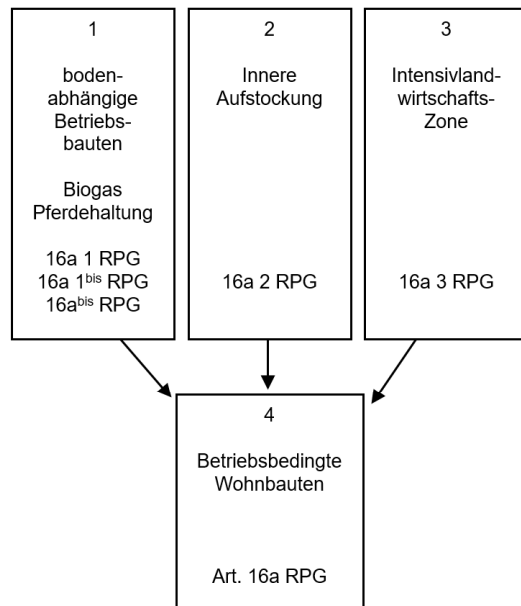 1
boden-
abhängige
Betriebs-
bauten
Biogas
Pferdehaltung
16a 1 RPG
16a 1bis RPG
16abis RPG
2
Innere
Aufstockung
16a 2 RPG
3
Intensivland-
wirtschafts-
Zone
16a 3 RPG
4
Betriebsbedingte
Wohnbauten
Art. 16a RPG